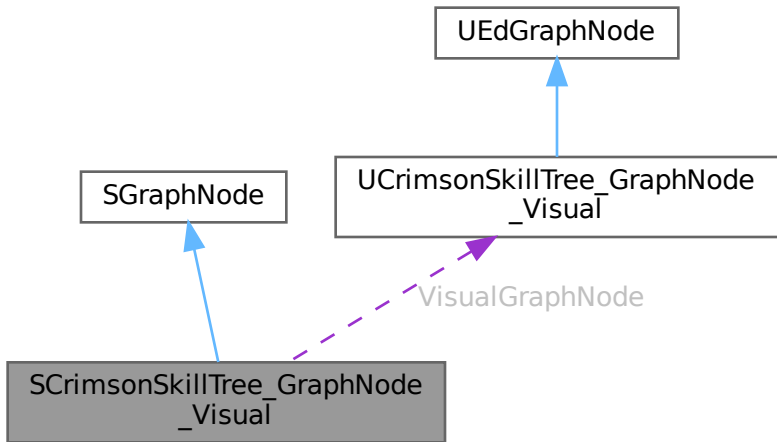 UEdGraphNode
UCrimsonSkillTree_GraphNode
_Visual
SGraphNode
VisualGraphNode
SCrimsonSkillTree_GraphNode
_Visual